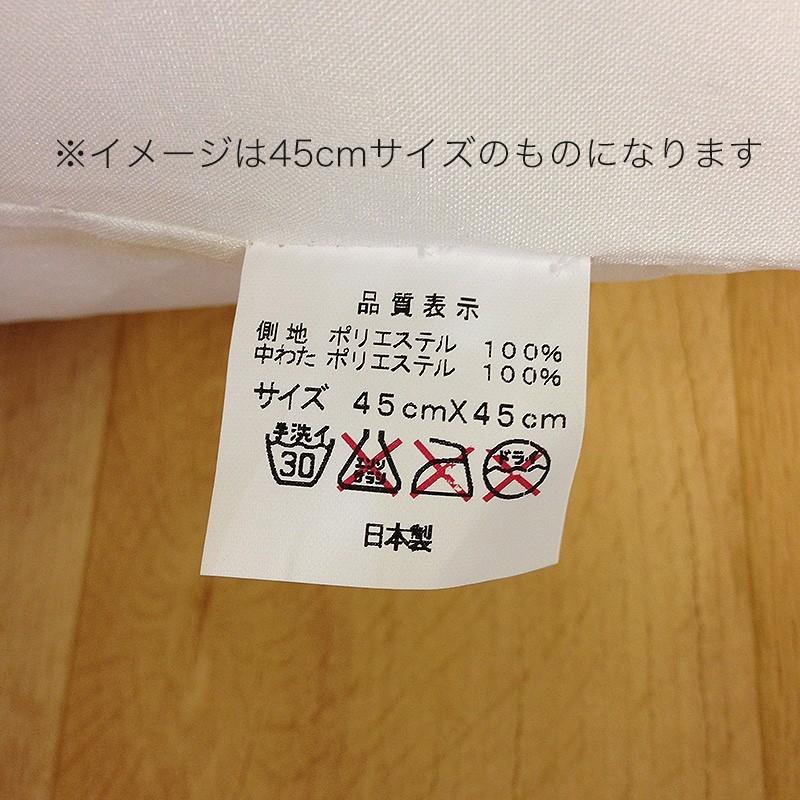 ※イメージは45cmサイズのものになります
品質表示
側地 ポリエステル 100%
中わた ポリエステル 100%
サイズ 45cmX45cm
手洗イ 30 エンソ ドライ
日本製